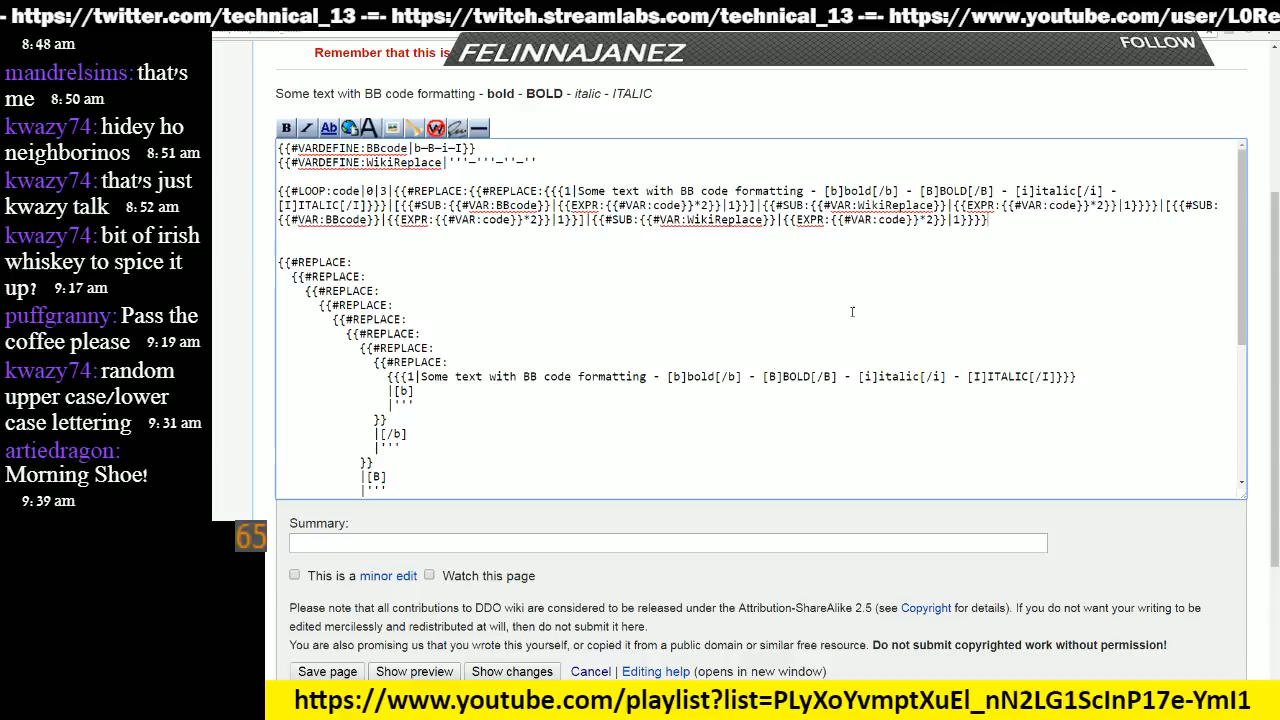 - https://twitter.com/technical_13 -=- https://twitch.streamlabs.com/technical_13 -=- https://www.youtube.com/user/L0Re
8:48 am
mandrelsims: that's
me 8:50 am
kwazy74: hidey ho
neighborinos 8:51 am
kwazy74: that's just
kwazy talk 8:52 am
kwazy74: bit of irish
whiskey to spice it
up? 9:17 am
puffgranny: Pass the
coffee please 9:19 am
kwazy74: random
upper case/lower
case lettering 9:31 am
artiedragon:
Morning Shoe!
9:39 am
65
Remember that this is
FELINNAJANEZ
FOLLOW
Some text with BB code formatting - bold - BOLD - italic - ITALIC
B I Ab A W
{{#VARDEFINE:BBcode|b—B—i—I}}
{{#VARDEFINE:WikiReplace|'''—'''—''—''
{{#LOOP:code|0|3|{{#REPLACE:{{#REPLACE:{{{1|Some text with BB code formatting - [b]bold[/b] - [B]BOLD[/B] - [i]italic[/i] -
[I]ITALIC[/I]}}}|[{{#SUB:{{#VAR:BBcode}}|{{EXPR:{{#VAR:code}}*2}}|1}}]|{{#SUB:{{#VAR:WikiReplace}}|{{EXPR:{{#VAR:code}}*2}}|1}}}}|[{{#SUB:
{{#VAR:BBcode}}|{{EXPR:{{#VAR:code}}*2}}|1}}]|{{#SUB:{{#VAR:WikiReplace}}|{{EXPR:{{#VAR:code}}*2}}|1}}}}
{{#REPLACE:
{{#REPLACE:
{{#REPLACE:
{{#REPLACE:
{{#REPLACE:
{{#REPLACE:
{{#REPLACE:
{{#REPLACE:
{{{1|Some text with BB code formatting - [b]bold[/b] - [B]BOLD[/B] - [i]italic[/i] - [I]ITALIC[/I]}}}
|[b]
|'''
}}
|[/b]
|'''
}}
|[B]
|'''
Summary:
This is a minor edit Watch this page
Please note that all contributions to DDO wiki are considered to be released under the Attribution-ShareAlike 2.5 (see Copyright for details). If you do not want your writing to be
edited mercilessly and redistributed at will, then do not submit it here.
You are also promising us that you wrote this yourself, or copied it from a public domain or similar free resource. Do not submit copyrighted work without permission!
Save page Show preview Show changes Cancel | Editing help (opens in new window)
https://www.youtube.com/playlist?list=PLyXoYvmptXuEl_nN2LG1ScInP17e-YmI1